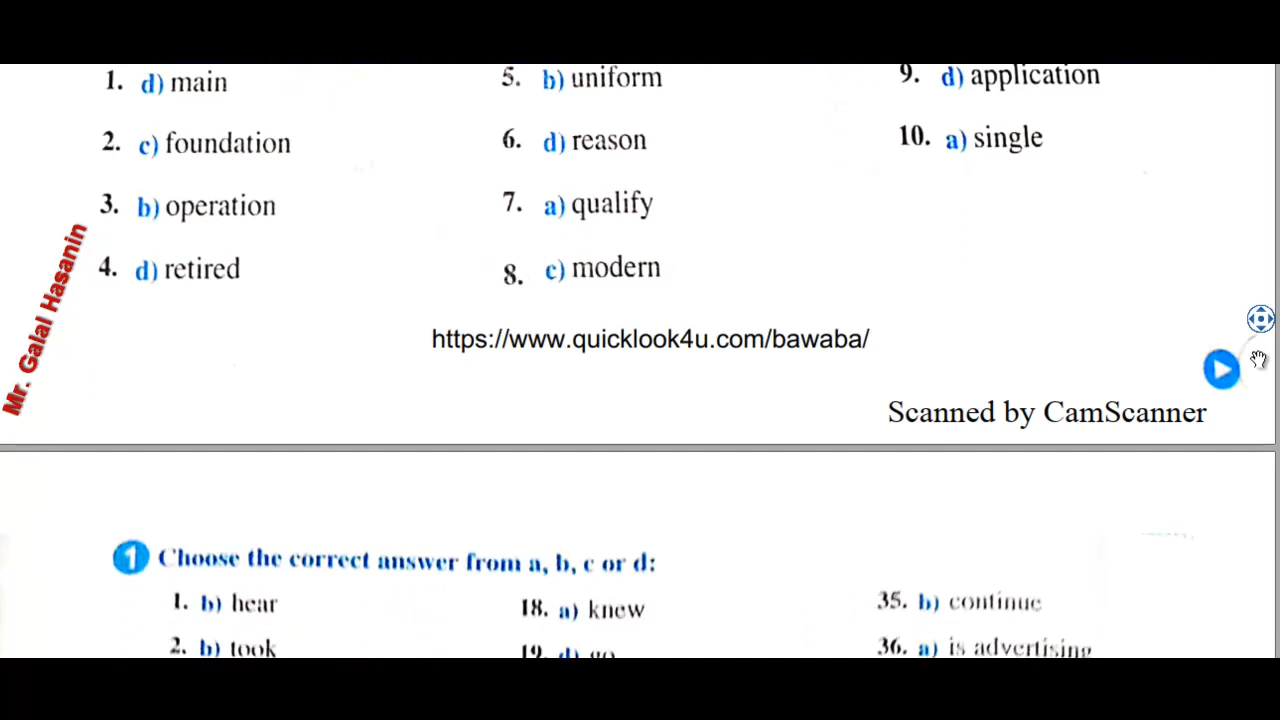 1. d) main
2. c) foundation
3. b) operation
4. d) retired
5. b) uniform
6. d) reason
7. a) qualify
8. c) modern
9. d) application
10. a) single
Mr. Galal Hasanin
https://www.quicklook4u.com/bawaba/
Scanned by CamScanner
1 Choose the correct answer from a, b, c or d:
1. b) hear
2. b) took
18. a) knew
19. d) go
35. b) continue
36. a) is advertising